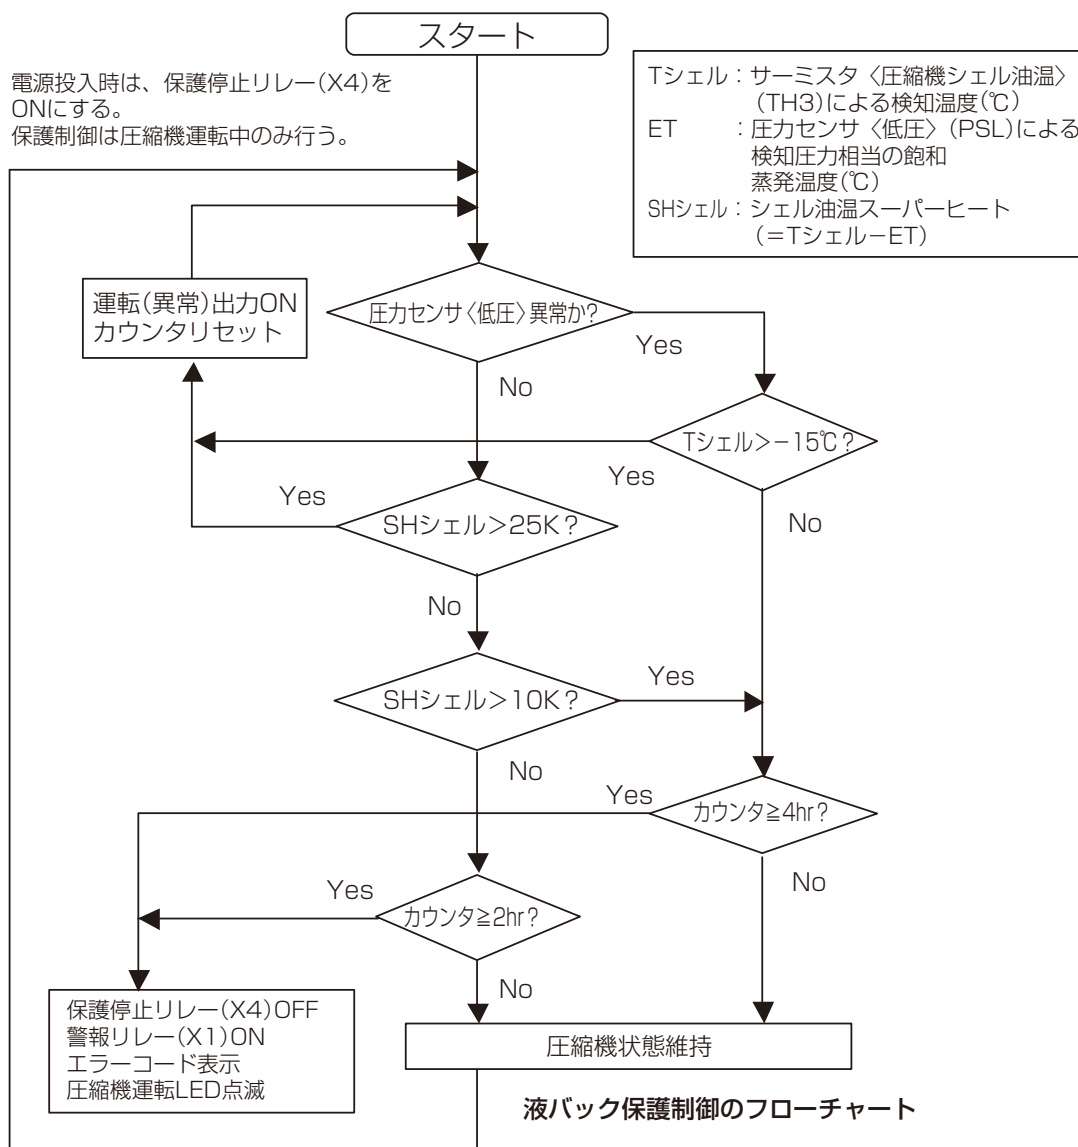 スタート
電源投入時は、保護停止リレー(X4)を
ONにする。
保護制御は圧縮機運転中のみ行う。
Tシェル：サーミスタ〈圧縮機シェル油温〉
(TH3)による検知温度(℃)
ET　　：圧力センサ〈低圧〉(PSL)による
検知圧力相当の飽和
蒸発温度(℃)
SHシェル：シェル油温スーパーヒート
(＝Tシェル－ET)
運転(異常)出力ON
カウンタリセット
圧力センサ〈低圧〉異常か?
Yes
No
Tシェル＞－15℃?
Yes
No
Yes
SHシェル＞25K?
No
SHシェル＞10K?
Yes
No
カウンタ≧4hr?
Yes
No
カウンタ≧2hr?
Yes
No
保護停止リレー(X4)OFF
警報リレー(X1)ON
エラーコード表示
圧縮機運転LED点滅
圧縮機状態維持
液バック保護制御のフローチャート